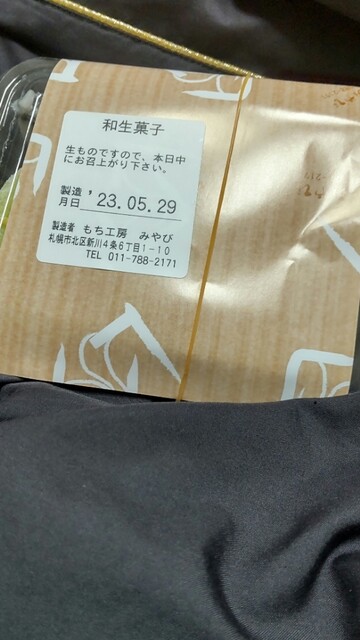 和生菓子
生ものですので、本日中
にお召上がり下さい。
製造
月日 '23.05.29
製造者 もち工房 みやび
札幌市北区新川4条6丁目1-10
TEL 011-788-2171